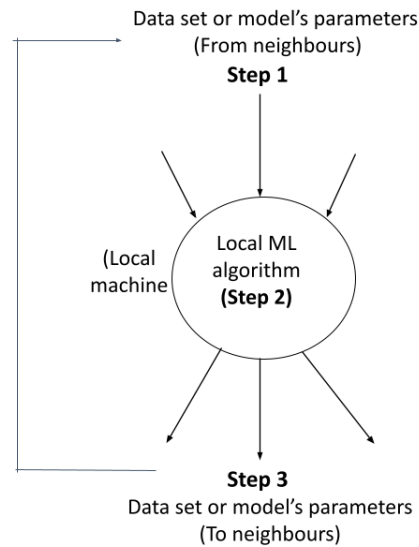 Data set or model’s parameters
(From neighbours)
Step 1
(Local
machine
Local ML
algorithm
(Step 2)
Step 3
Data set or model’s parameters
(To neighbours)